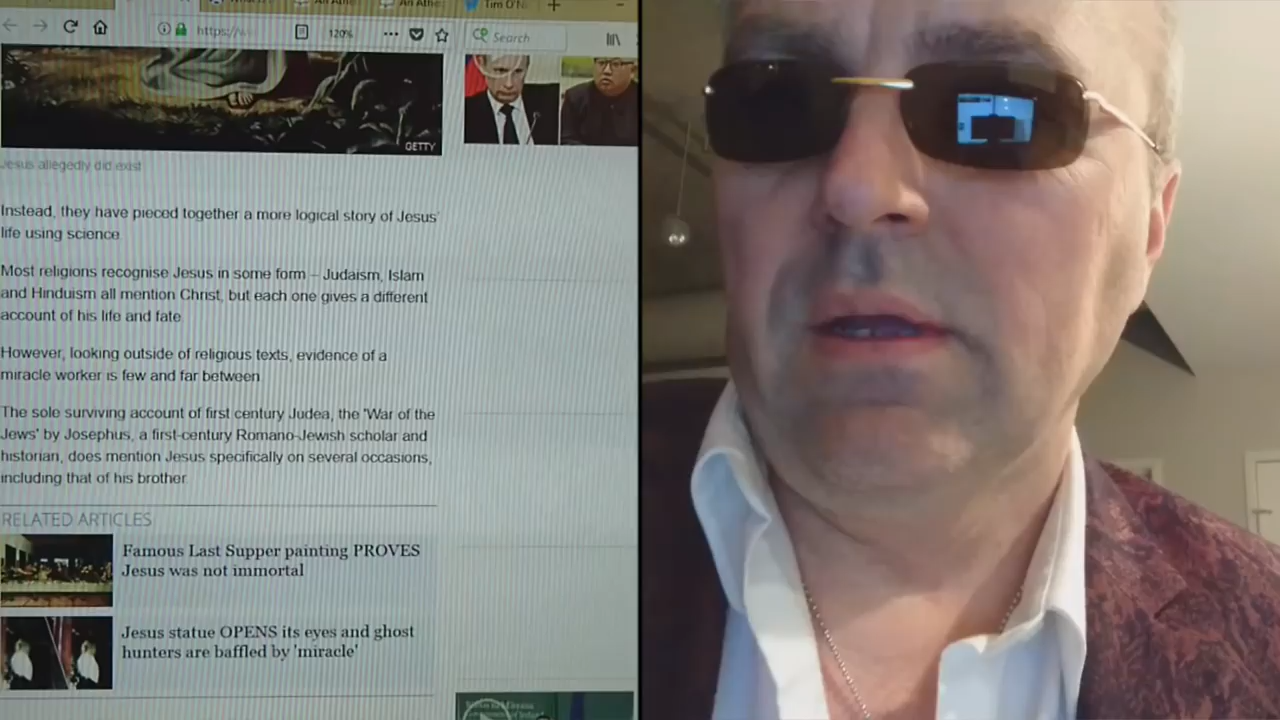 An Athe
Tim O'N
https://w
120%
Search
GETTY
Jesus allegedly did exist
Instead, they have pieced together a more logical story of Jesus'
life using science.
Most religions recognise Jesus in some form – Judaism, Islam
and Hinduism all mention Christ, but each one gives a different
account of his life and fate.
However, looking outside of religious texts, evidence of a
miracle worker is few and far between.
The sole surviving account of first century Judea, the 'War of the
Jews' by Josephus, a first-century Romano-Jewish scholar and
historian, does mention Jesus specifically on several occasions,
including that of his brother.
RELATED ARTICLES
Famous Last Supper painting PROVES
Jesus was not immortal
Jesus statue OPENS its eyes and ghost
hunters are baffled by 'miracle'